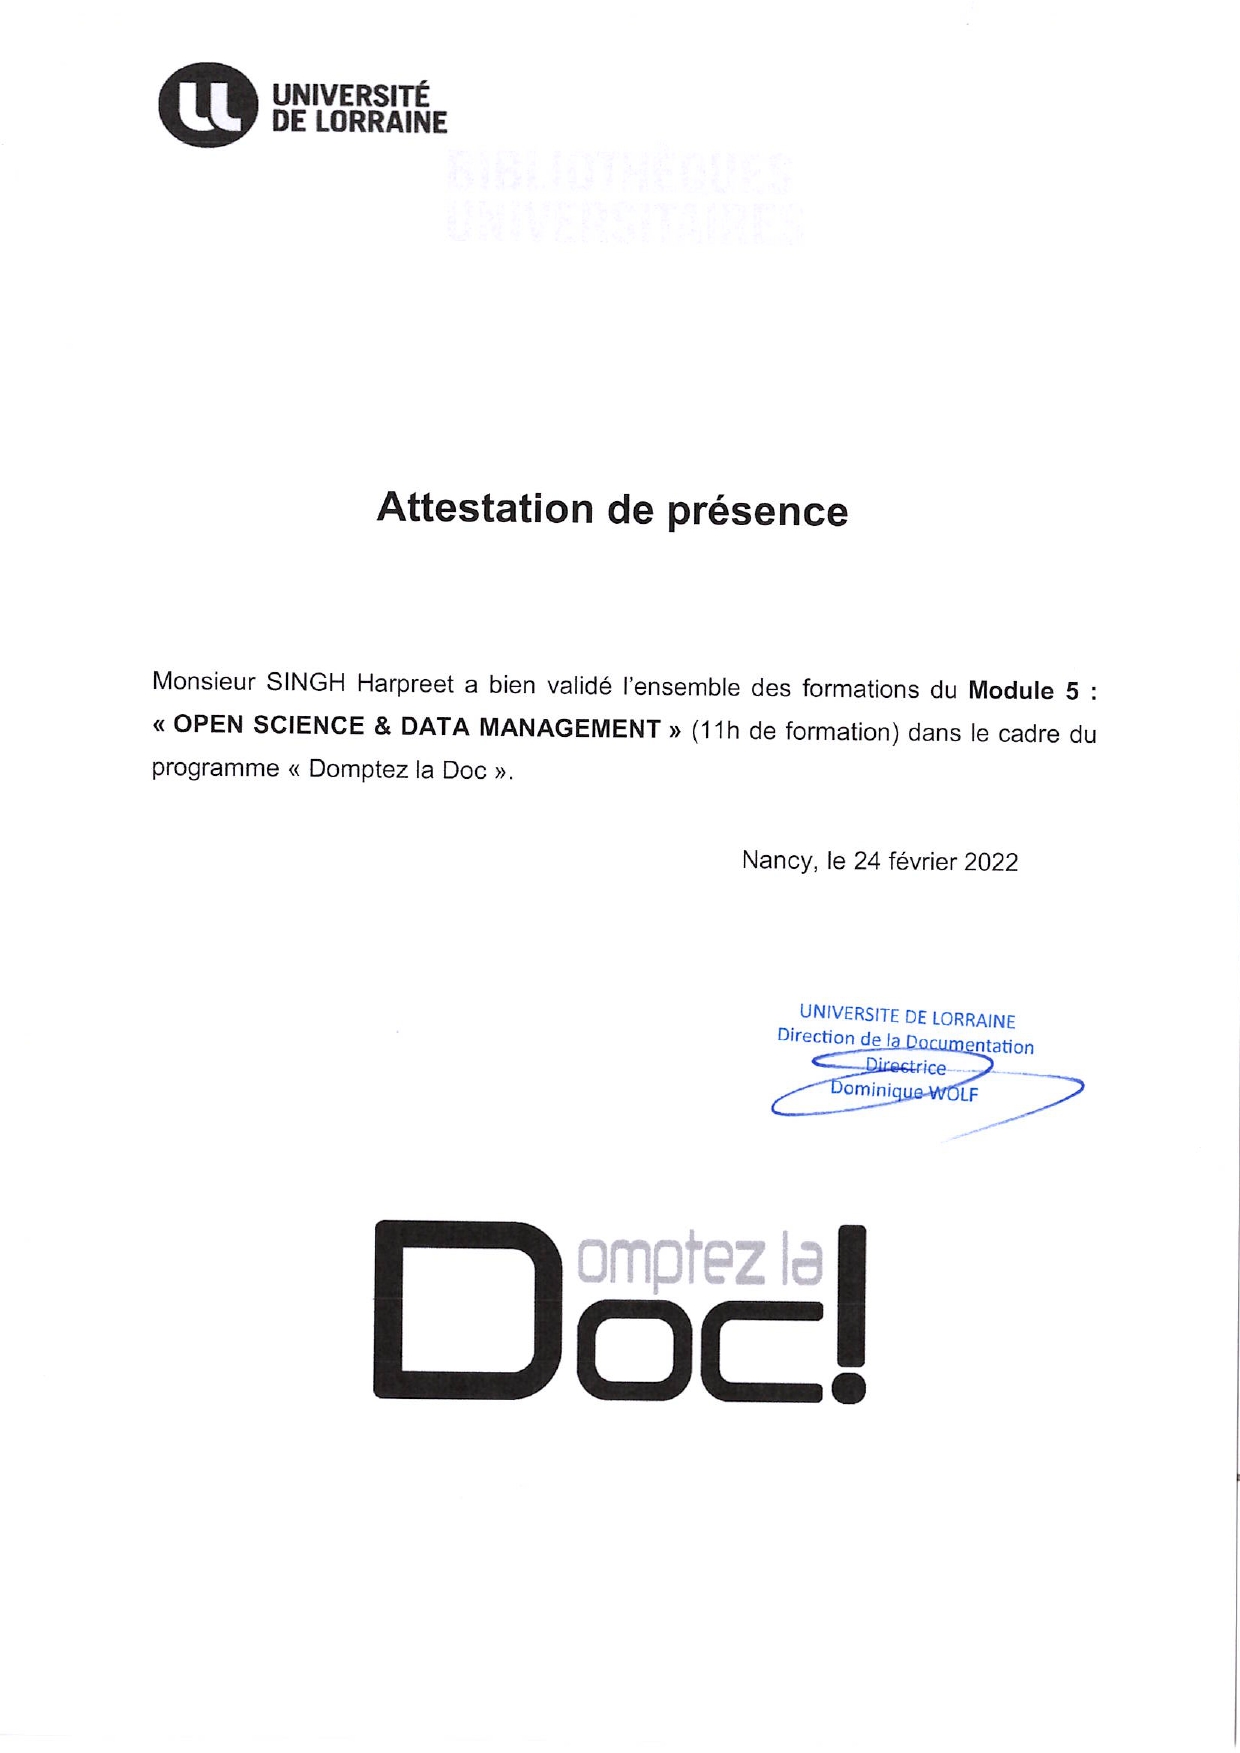 UNIVERSITÉ
DE LORRAINE
BIBLIOTHÈQUES
UNIVERSITAIRES
Attestation de présence
Monsieur SINGH Harpreet a bien validé l'ensemble des formations du Module 5 :
« OPEN SCIENCE & DATA MANAGEMENT » (11h de formation) dans le cadre du
programme « Domptez la Doc ».
Nancy, le 24 février 2022
UNIVERSITE DE LORRAINE
Direction de la Documentation
Directrice
Dominique WOLF
Domptez la
Doc!